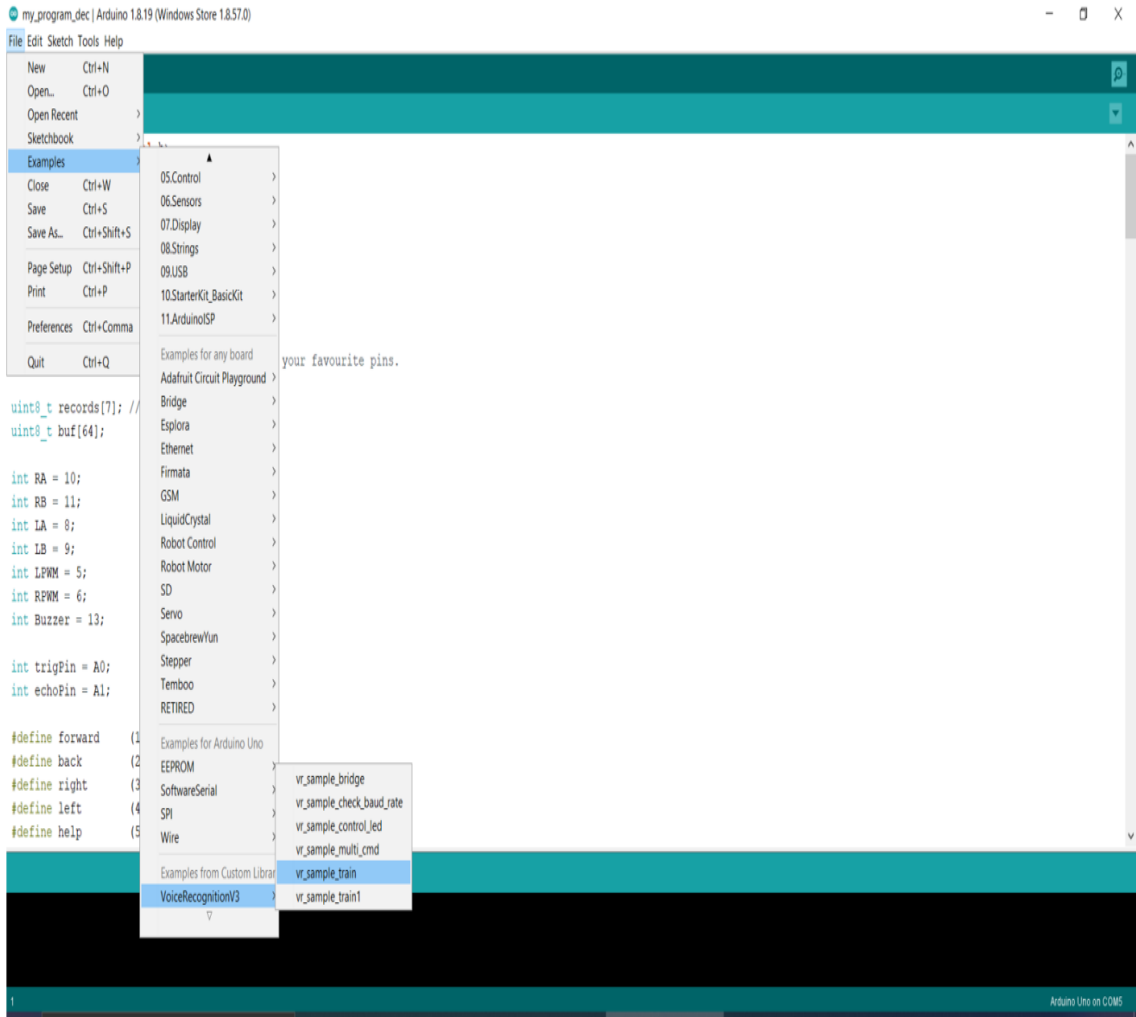 my_program_dec | Arduino 1.8.19 (Windows Store 1.8.57.0)
File Edit Sketch Tools Help
New Ctrl+N
Open... Ctrl+O
Open Recent
Sketchbook
Examples
Close Ctrl+W
Save Ctrl+S
Save As... Ctrl+Shift+S
Page Setup Ctrl+Shift+P
Print Ctrl+P
Preferences Ctrl+Comma
Quit Ctrl+Q
05.Control
06.Sensors
07.Display
08.Strings
09.USB
10.StarterKit_BasicKit
11.ArduinoISP
Examples for any board
Adafruit Circuit Playground
Bridge
Esplora
Ethernet
Firmata
GSM
LiquidCrystal
Robot Control
Robot Motor
SD
Servo
SpacebrewYun
Stepper
Temboo
RETIRED
Examples for Arduino Uno
EEPROM
SoftwareSerial
SPI
Wire
Examples from Custom Librar
VoiceRecognitionV3
vr_sample_bridge
vr_sample_check_baud_rate
vr_sample_control_led
vr_sample_multi_cmd
vr_sample_train
vr_sample_train1
your favourite pins.
uint8_t records[7]; //
uint8_t buf[64];
int RA = 10;
int RB = 11;
int LA = 8;
int LB = 9;
int LPWM = 5;
int RPWM = 6;
int Buzzer = 13;
int trigPin = A0;
int echoPin = A1;
#define forward (1
#define back (2
#define right (3
#define left (4
#define help (5
1
Arduino Uno on COM5